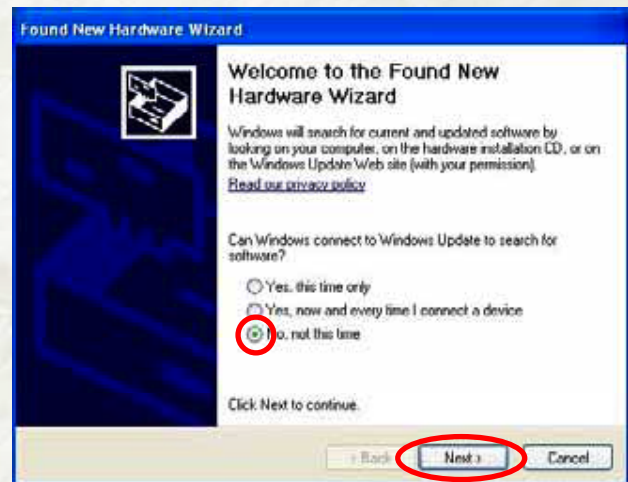 Found New Hardware Wizard
Welcome to the Found New
Hardware Wizard
Windows will search for current and updated software by
looking on your computer, on the hardware installation CD, or on
the Windows Update Web site (with your permission).
Read our privacy policy
Can Windows connect to Windows Update to search for
software?
Yes, this time only
Yes, now and every time I connect a device
No, not this time
Click Next to continue.
< Back
Next >
Cancel